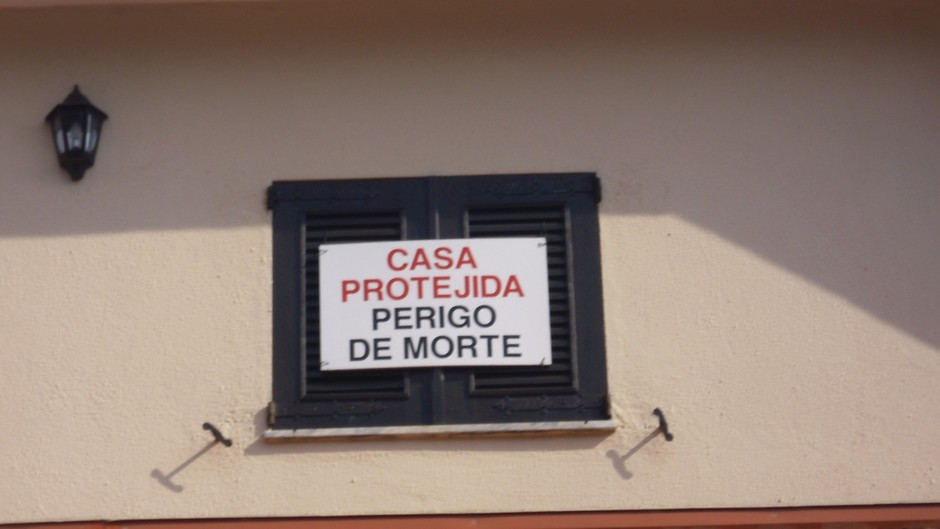 CASA
PROTEJIDA
PERIGO
DE MORTE